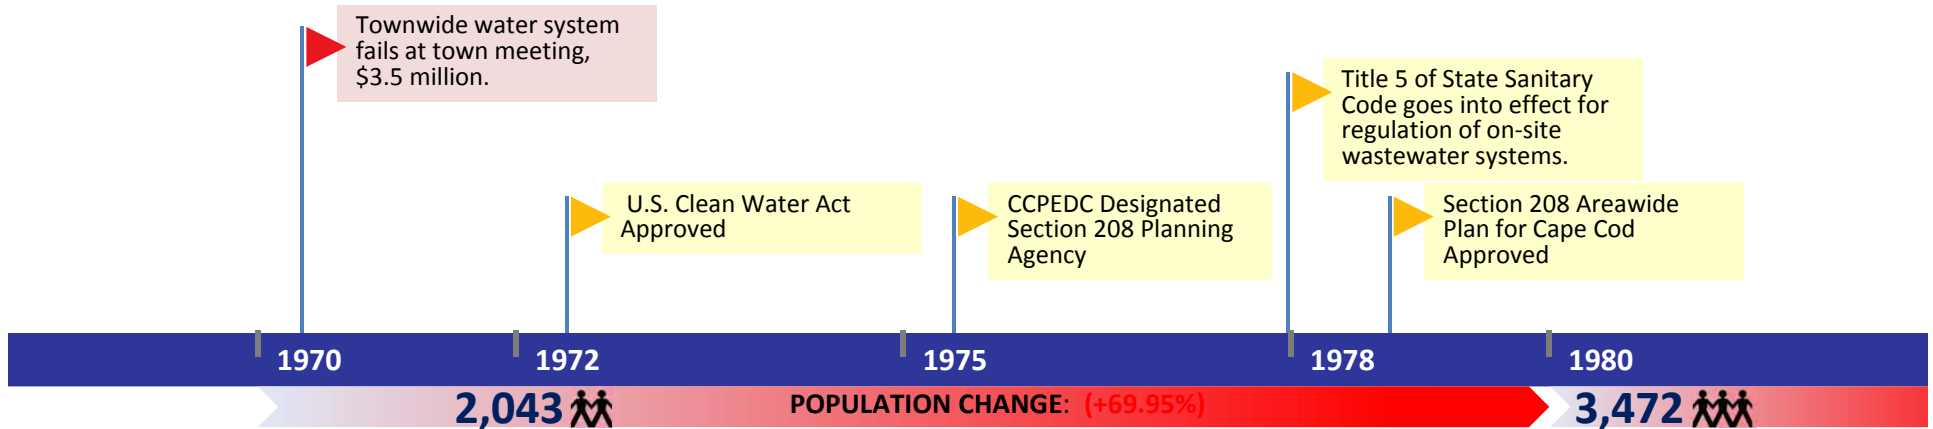 Townwide water system
fails at town meeting,
$3.5 million.
Title 5 of State Sanitary
Code goes into effect for
regulation of on-site
wastewater systems.
U.S. Clean Water Act
Approved
CCPEDC Designated
Section 208 Planning
Agency
Section 208 Areawide
Plan for Cape Cod
Approved
1970
1972
1975
1978
1980
2,043
POPULATION CHANGE: (+69.95%)
3,472